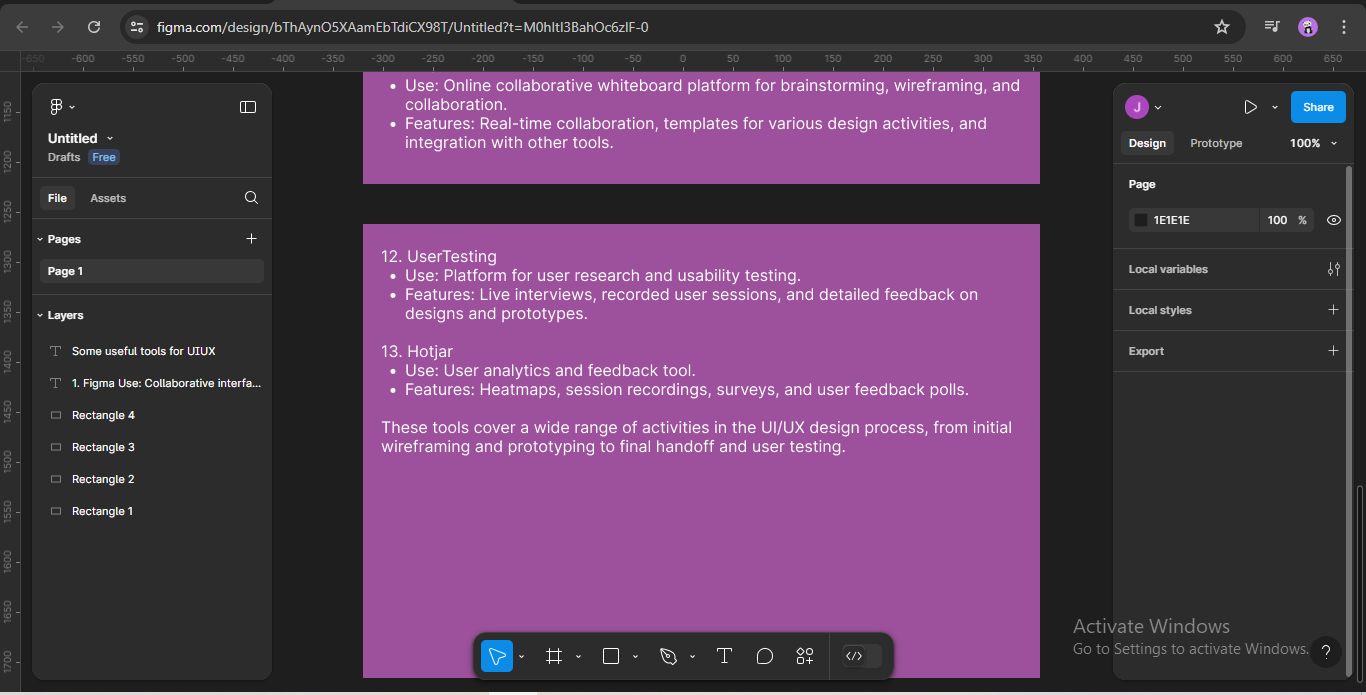 figma.com/design/bThAynO5XAamEbTdiCX98T/Untitled?t=M0hItI3BahOc6zIF-0
-650 -600 -550 -500 -450 -400 -350 -300 -250 -200 -150 -100 -50 0 50 100 150 200 250 300 350 400 450 500 550 600 650
1150
1200
1250
1300
1350
1400
1450
1500
1550
1600
1650
1700
Untitled
Drafts Free
File Assets
Pages
Page 1
Layers
Some useful tools for UIUX
1. Figma Use: Collaborative interfa...
Rectangle 4
Rectangle 3
Rectangle 2
Rectangle 1
• Use: Online collaborative whiteboard platform for brainstorming, wireframing, and
collaboration.
• Features: Real-time collaboration, templates for various design activities, and
integration with other tools.
12. UserTesting
• Use: Platform for user research and usability testing.
• Features: Live interviews, recorded user sessions, and detailed feedback on
designs and prototypes.
13. Hotjar
• Use: User analytics and feedback tool.
• Features: Heatmaps, session recordings, surveys, and user feedback polls.
These tools cover a wide range of activities in the UI/UX design process, from initial
wireframing and prototyping to final handoff and user testing.
J
Share
Design Prototype 100%
Page
1E1E1E 100 %
Local variables
Local styles
Export
Activate Windows
Go to Settings to activate Windows.
?